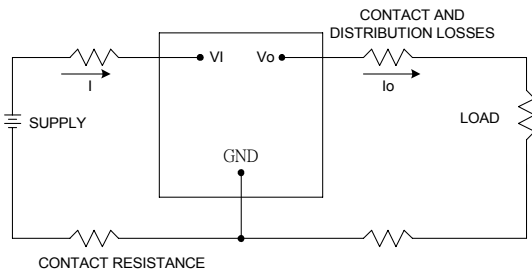 CONTACT AND
DISTRIBUTION LOSSES
VI
Vo
I
Io
SUPPLY
LOAD
GND
CONTACT RESISTANCE